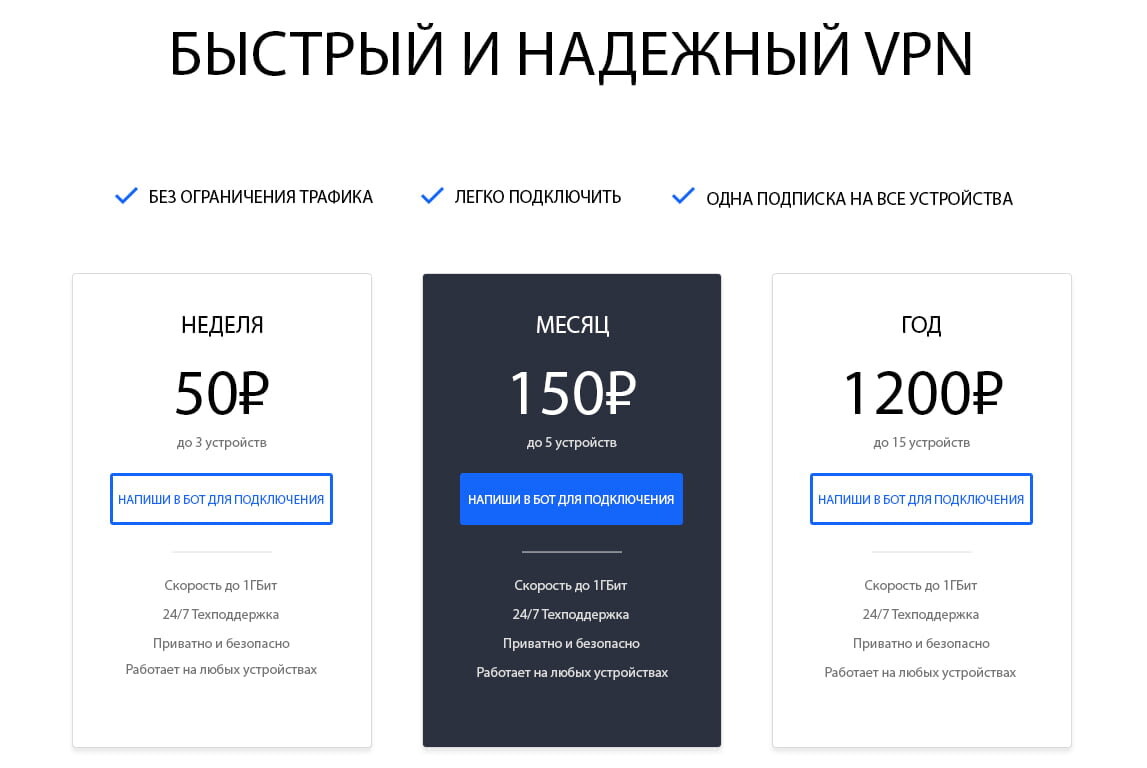 БЫСТРЫЙ И НАДЕЖНЫЙ VPN
БЕЗ ОГРАНИЧЕНИЯ ТРАФИКА
ЛЕГКО ПОДКЛЮЧИТЬ
ОДНА ПОДПИСКА НА ВСЕ УСТРОЙСТВА
НЕДЕЛЯ
50₽
до 3 устройств
НАПИШИ В БОТ ДЛЯ ПОДКЛЮЧЕНИЯ
Скорость до 1ГБит
24/7 Техподдержка
Приватно и безопасно
Работает на любых устройствах
МЕСЯЦ
150₽
до 5 устройств
НАПИШИ В БОТ ДЛЯ ПОДКЛЮЧЕНИЯ
Скорость до 1ГБит
24/7 Техподдержка
Приватно и безопасно
Работает на любых устройствах
ГОД
1200₽
до 15 устройств
НАПИШИ В БОТ ДЛЯ ПОДКЛЮЧЕНИЯ
Скорость до 1ГБит
24/7 Техподдержка
Приватно и безопасно
Работает на любых устройствах